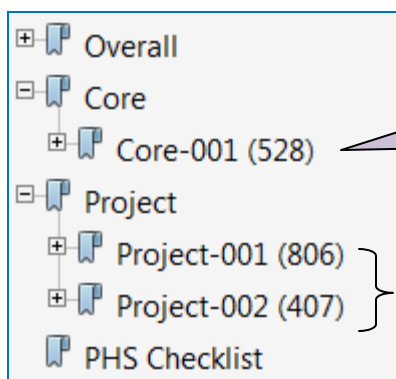 Overall
Core
Core-001 (528)
Project
Project-001 (806)
Project-002 (407)
PHS Checklist